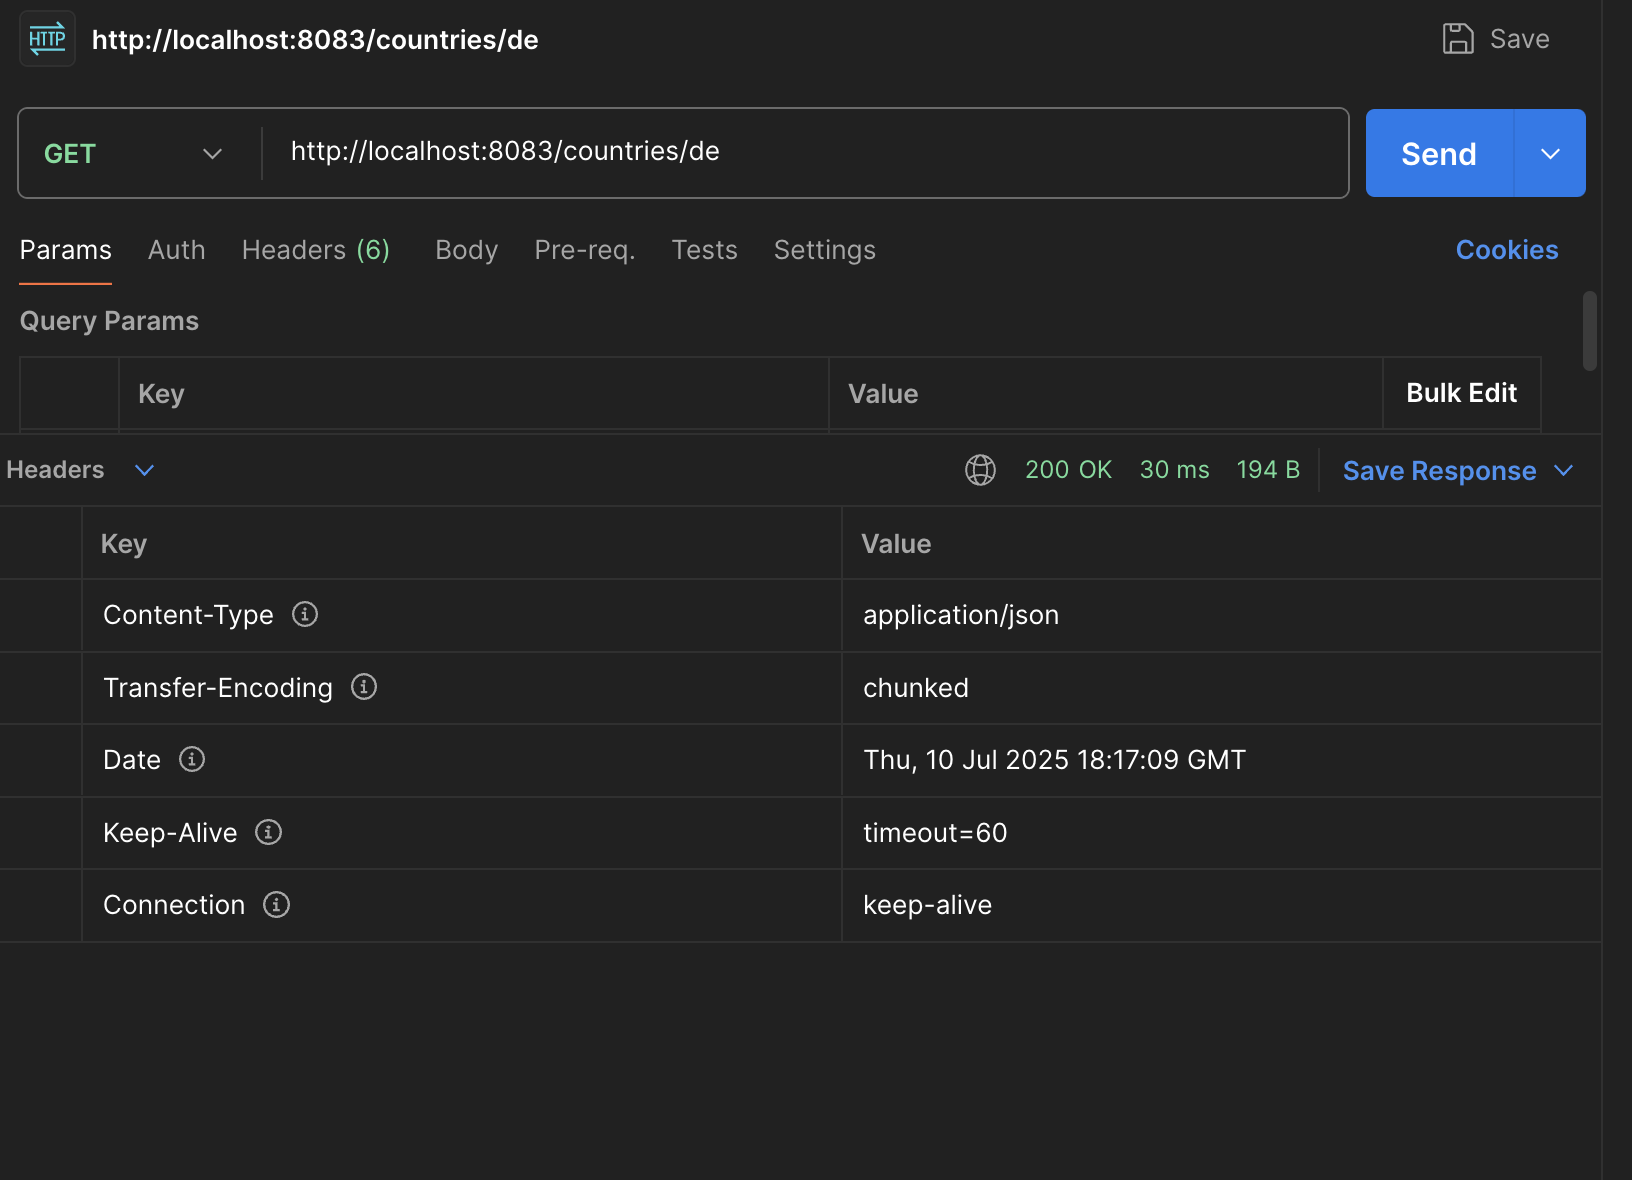 HTTP http://localhost:8083/countries/de Save
GET http://localhost:8083/countries/de Send
Params Auth Headers (6) Body Pre-req. Tests Settings Cookies
Query Params
Key Value Bulk Edit
Headers 200 OK 30 ms 194 B Save Response
Key Value
Content-Type application/json
Transfer-Encoding chunked
Date Thu, 10 Jul 2025 18:17:09 GMT
Keep-Alive timeout=60
Connection keep-alive